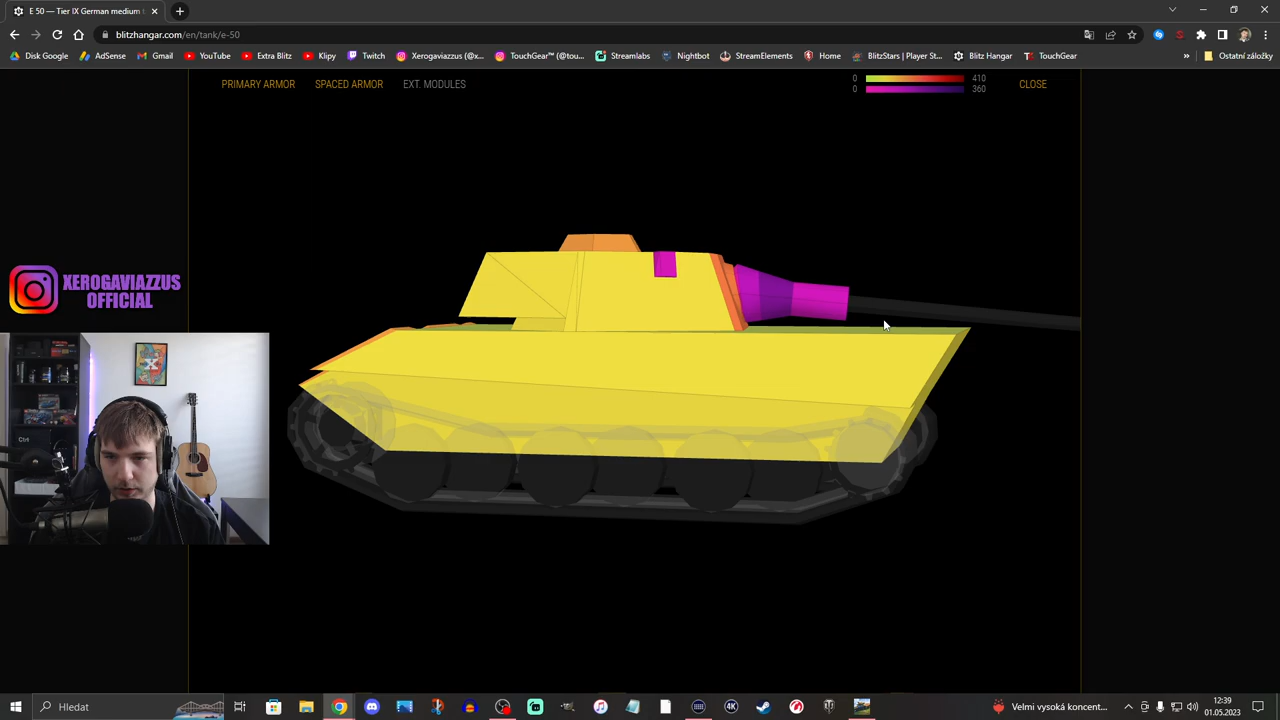 E 50 — Tier IX German medium t
blitzhangar.com/en/tank/e-50
Disk Google
AdSense
Gmail
YouTube
Extra Blitz
Klipy
Twitch
Xerogaviazzus (@x...
TouchGear™ (@tou...
Streamlabs
Nightbot
StreamElements
Home
BlitzStars | Player St...
Blitz Hangar
TouchGear
»
Ostatní záložky
PRIMARY ARMOR
SPACED ARMOR
EXT. MODULES
0 410
0 360
CLOSE
XEROGAVIAZZUS
OFFICIAL
Ctrl
Hledat
4K
Velmi vysoká koncent...
12:39
01.05.2023